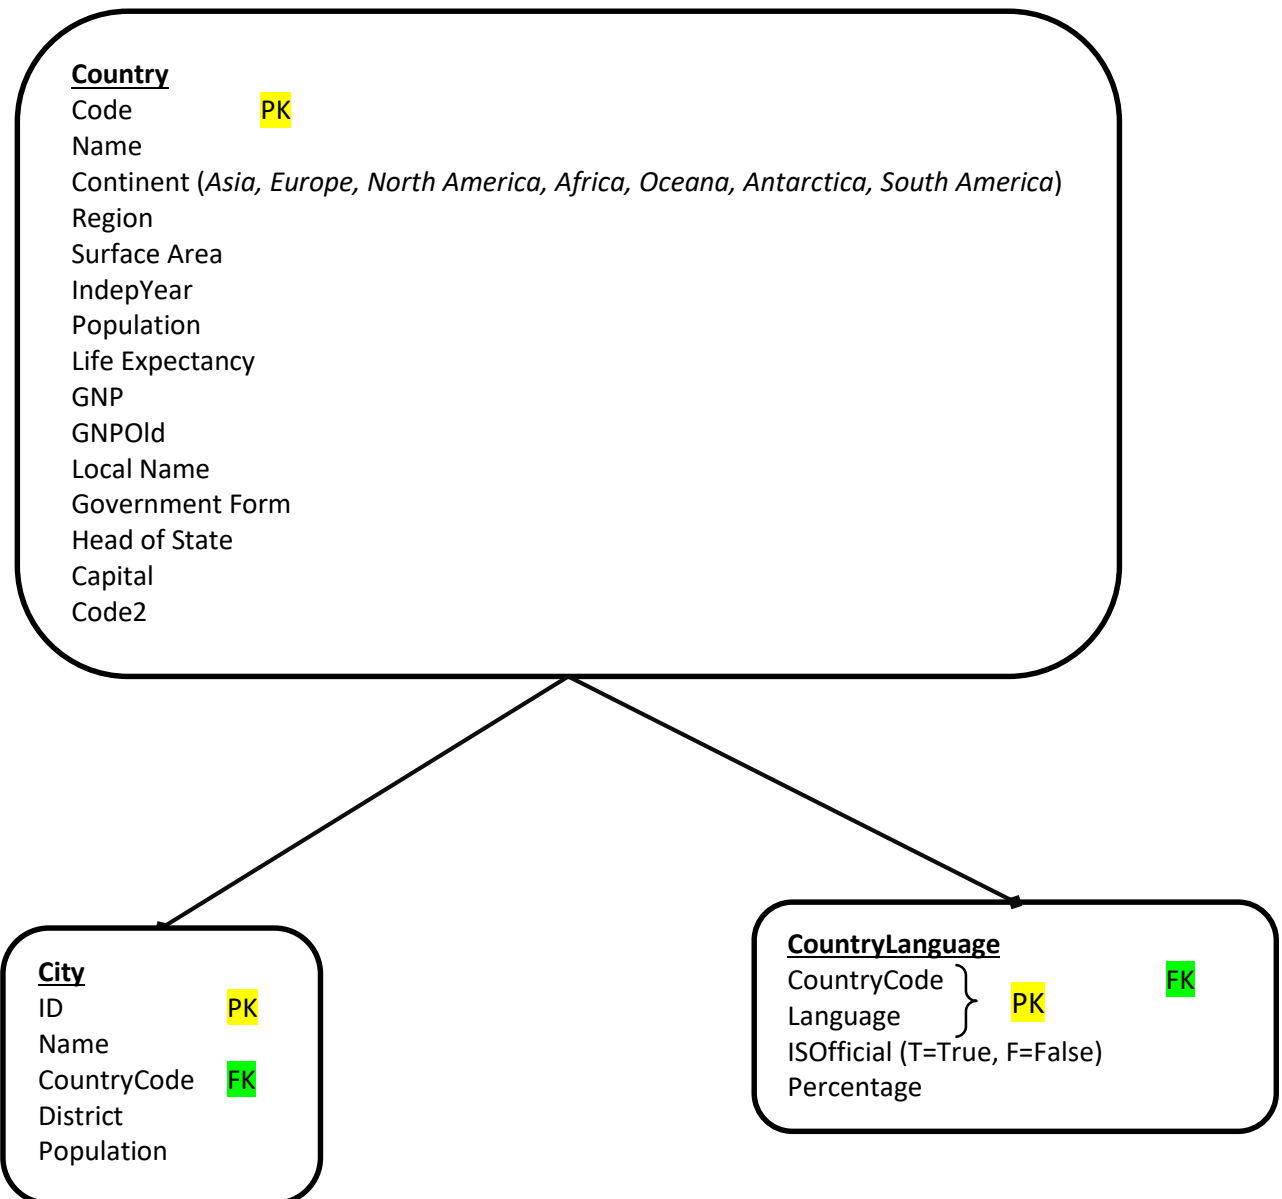 Country
Code PK
Name
Continent (Asia, Europe, North America, Africa, Oceana, Antarctica, South America)
Region
Surface Area
IndepYear
Population
Life Expectancy
GNP
GNPOld
Local Name
Government Form
Head of State
Capital
Code2
City
ID PK
Name
CountryCode FK
District
Population
CountryLanguage
CountryCode FK
Language PK
ISOfficial (T=True, F=False)
Percentage